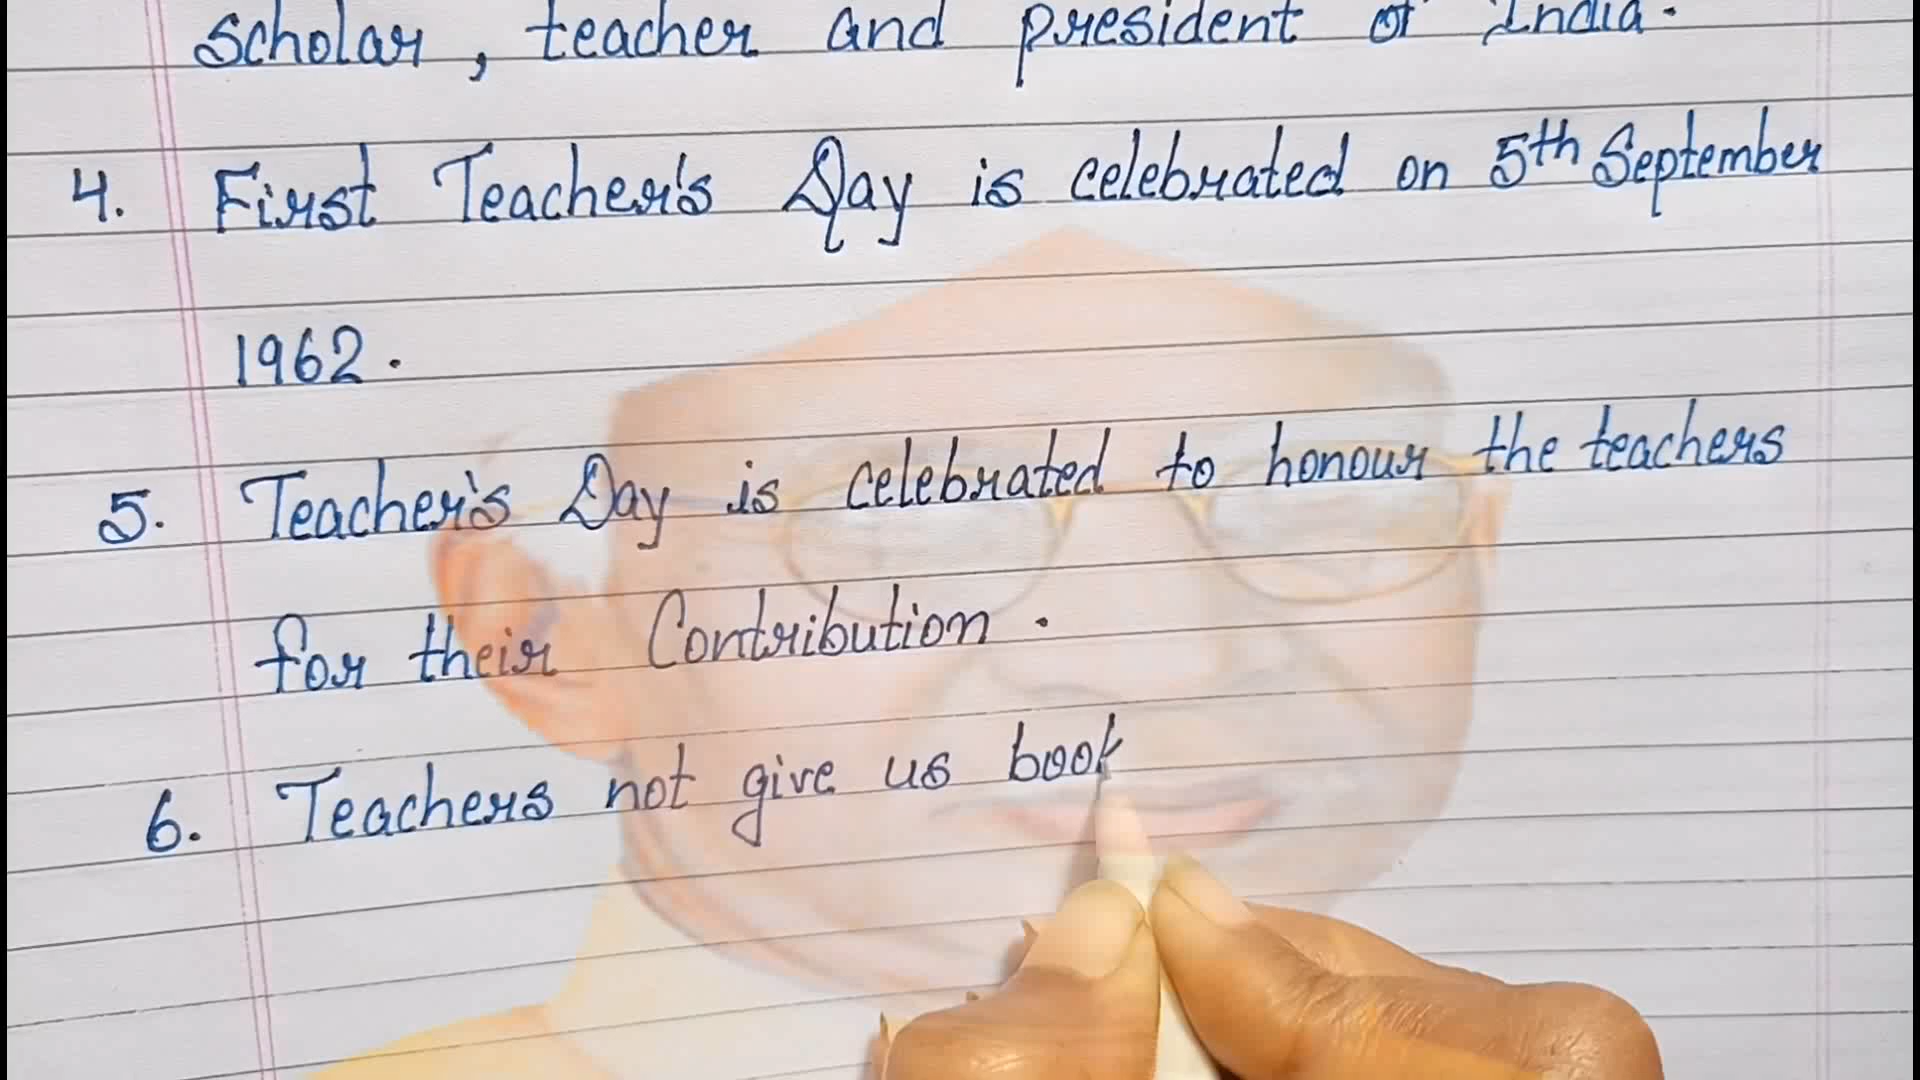 scholar, teacher and president of India.
4. First Teacher's Day is celebrated on 5th September
1962.
5. Teacher's Day is celebrated to honour the teachers
for their Contribution.
6. Teachers not give us book